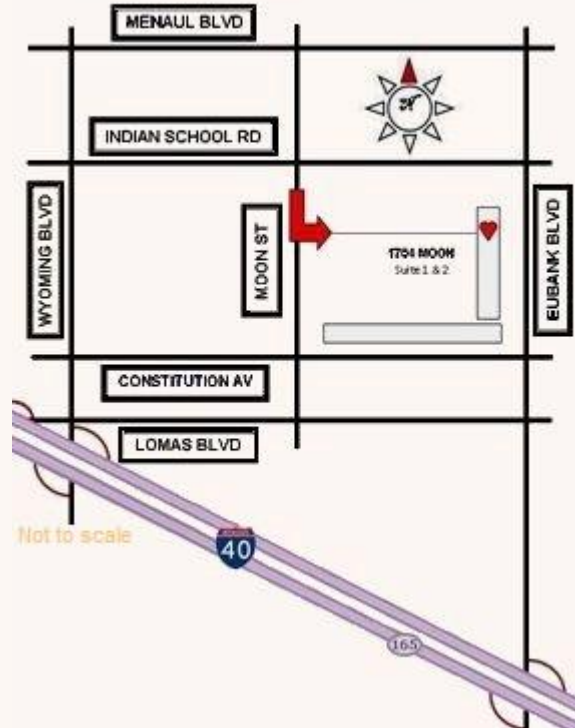 MENAUL BLVD
INDIAN SCHOOL RD
WYOMING BLVD
MOON ST
EUBANK BLVD
N
1764 MOON
Suite 1 & 2
CONSTITUTION AV
LOMAS BLVD
Not to scale
40
165